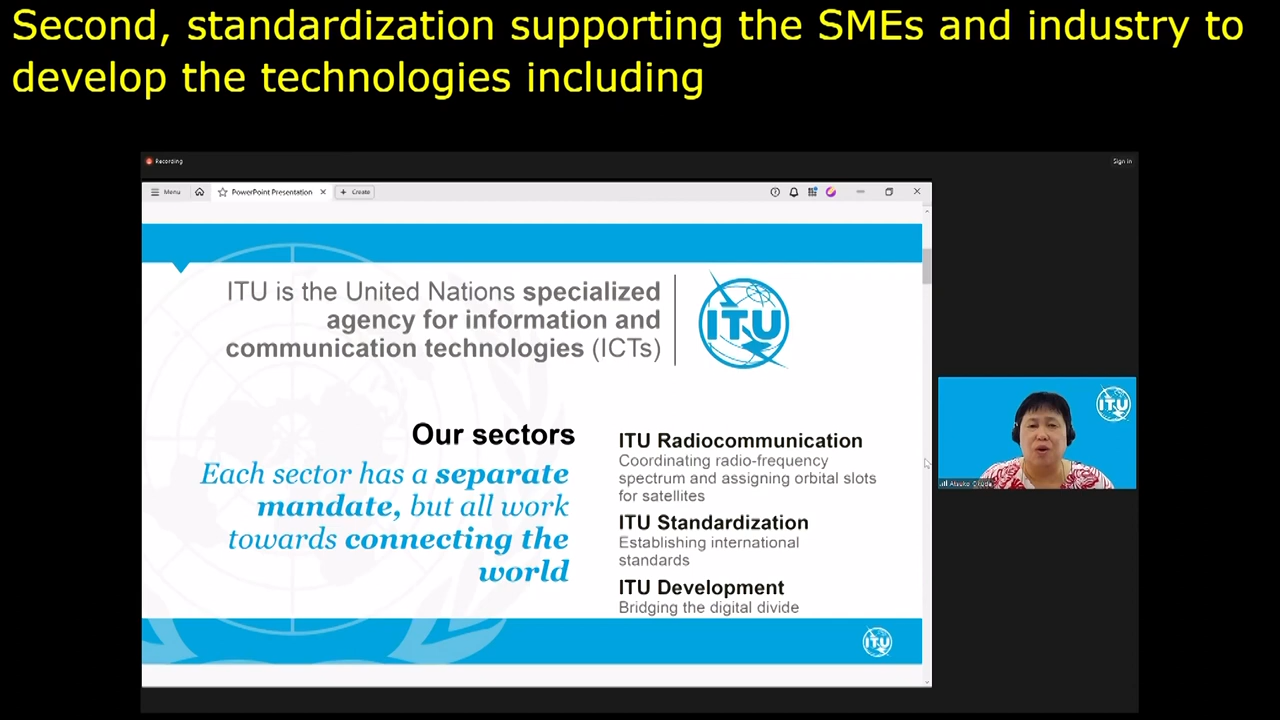 Second, standardization supporting the SMEs and industry to
develop the technologies including
Recording
Sign in
Menu
PowerPoint Presentation
Create
ITU is the United Nations specialized
agency for information and
communication technologies (ICTs)
ITU
Our sectors
Each sector has a separate
mandate, but all work
towards connecting the
world
ITU Radiocommunication
Coordinating radio-frequency
spectrum and assigning orbital slots
for satellites
ITU Standardization
Establishing international
standards
ITU Development
Bridging the digital divide
ITU
ITU
Atsuko Okuda